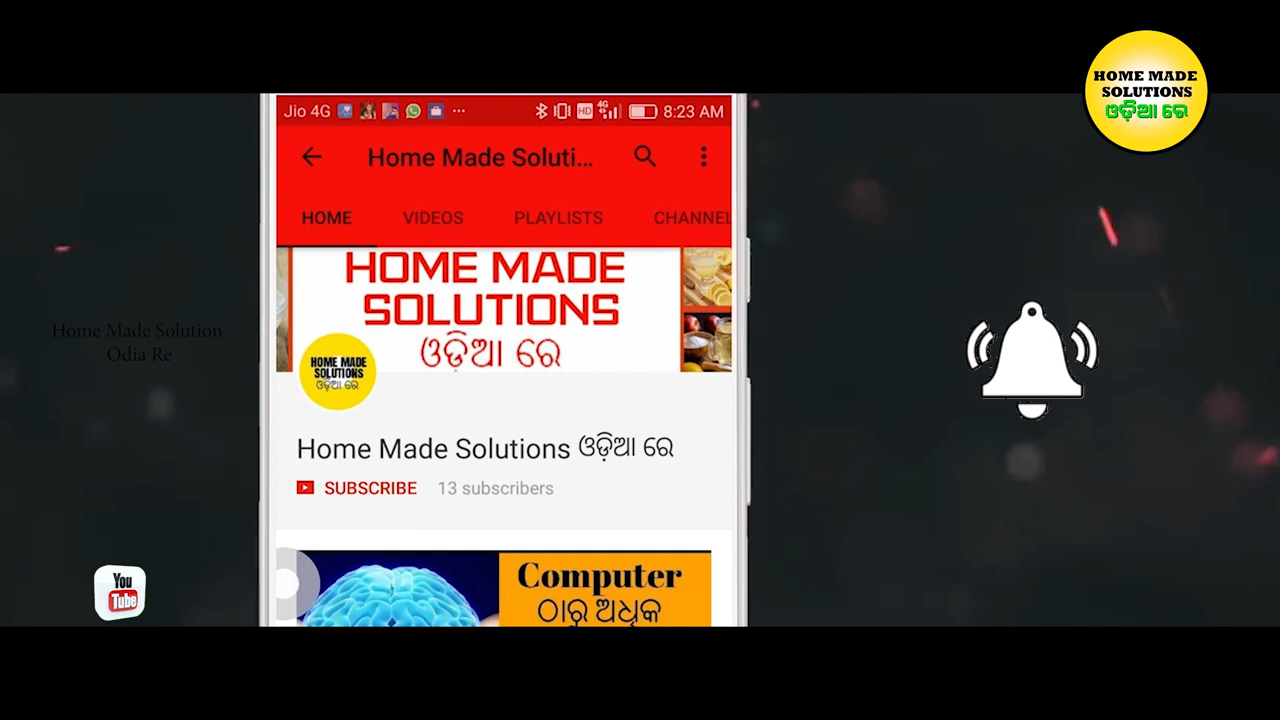 HOME MADE
SOLUTIONS
ଓଡ଼ିଆ ରେ
Jio 4G
HD
4G
8:23 AM
Home Made Soluti...
HOME VIDEOS PLAYLISTS CHANNEL
HOME MADE
SOLUTIONS
ଓଡ଼ିଆ ରେ
HOME MADE
SOLUTIONS
ଓଡ଼ିଆ ରେ
Home Made Solution
Odia Re
Home Made Solutions ଓଡ଼ିଆ ରେ
SUBSCRIBE 13 subscribers
You
Tube
Computer
ଠାରୁ ଅଧିକ